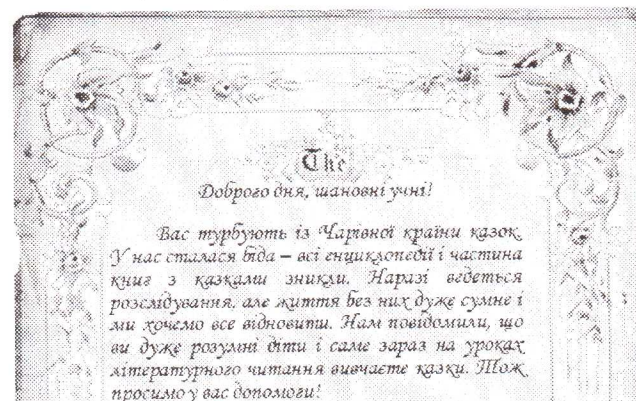 The
Доброго дня, шановні учні!
Вас турбують із Чарівної країни казок.
У нас сталася біда – всі енциклопедії і частина
книг з казками зникли. Наразі ведеться
розслідування, але життя без них дуже сумне і
ми хочемо все відновити. Нам повідомили, що
ви дуже розумні діти і саме зараз на уроках
літературного читання вивчаєте казки. Тож
просимо у вас допомоги!